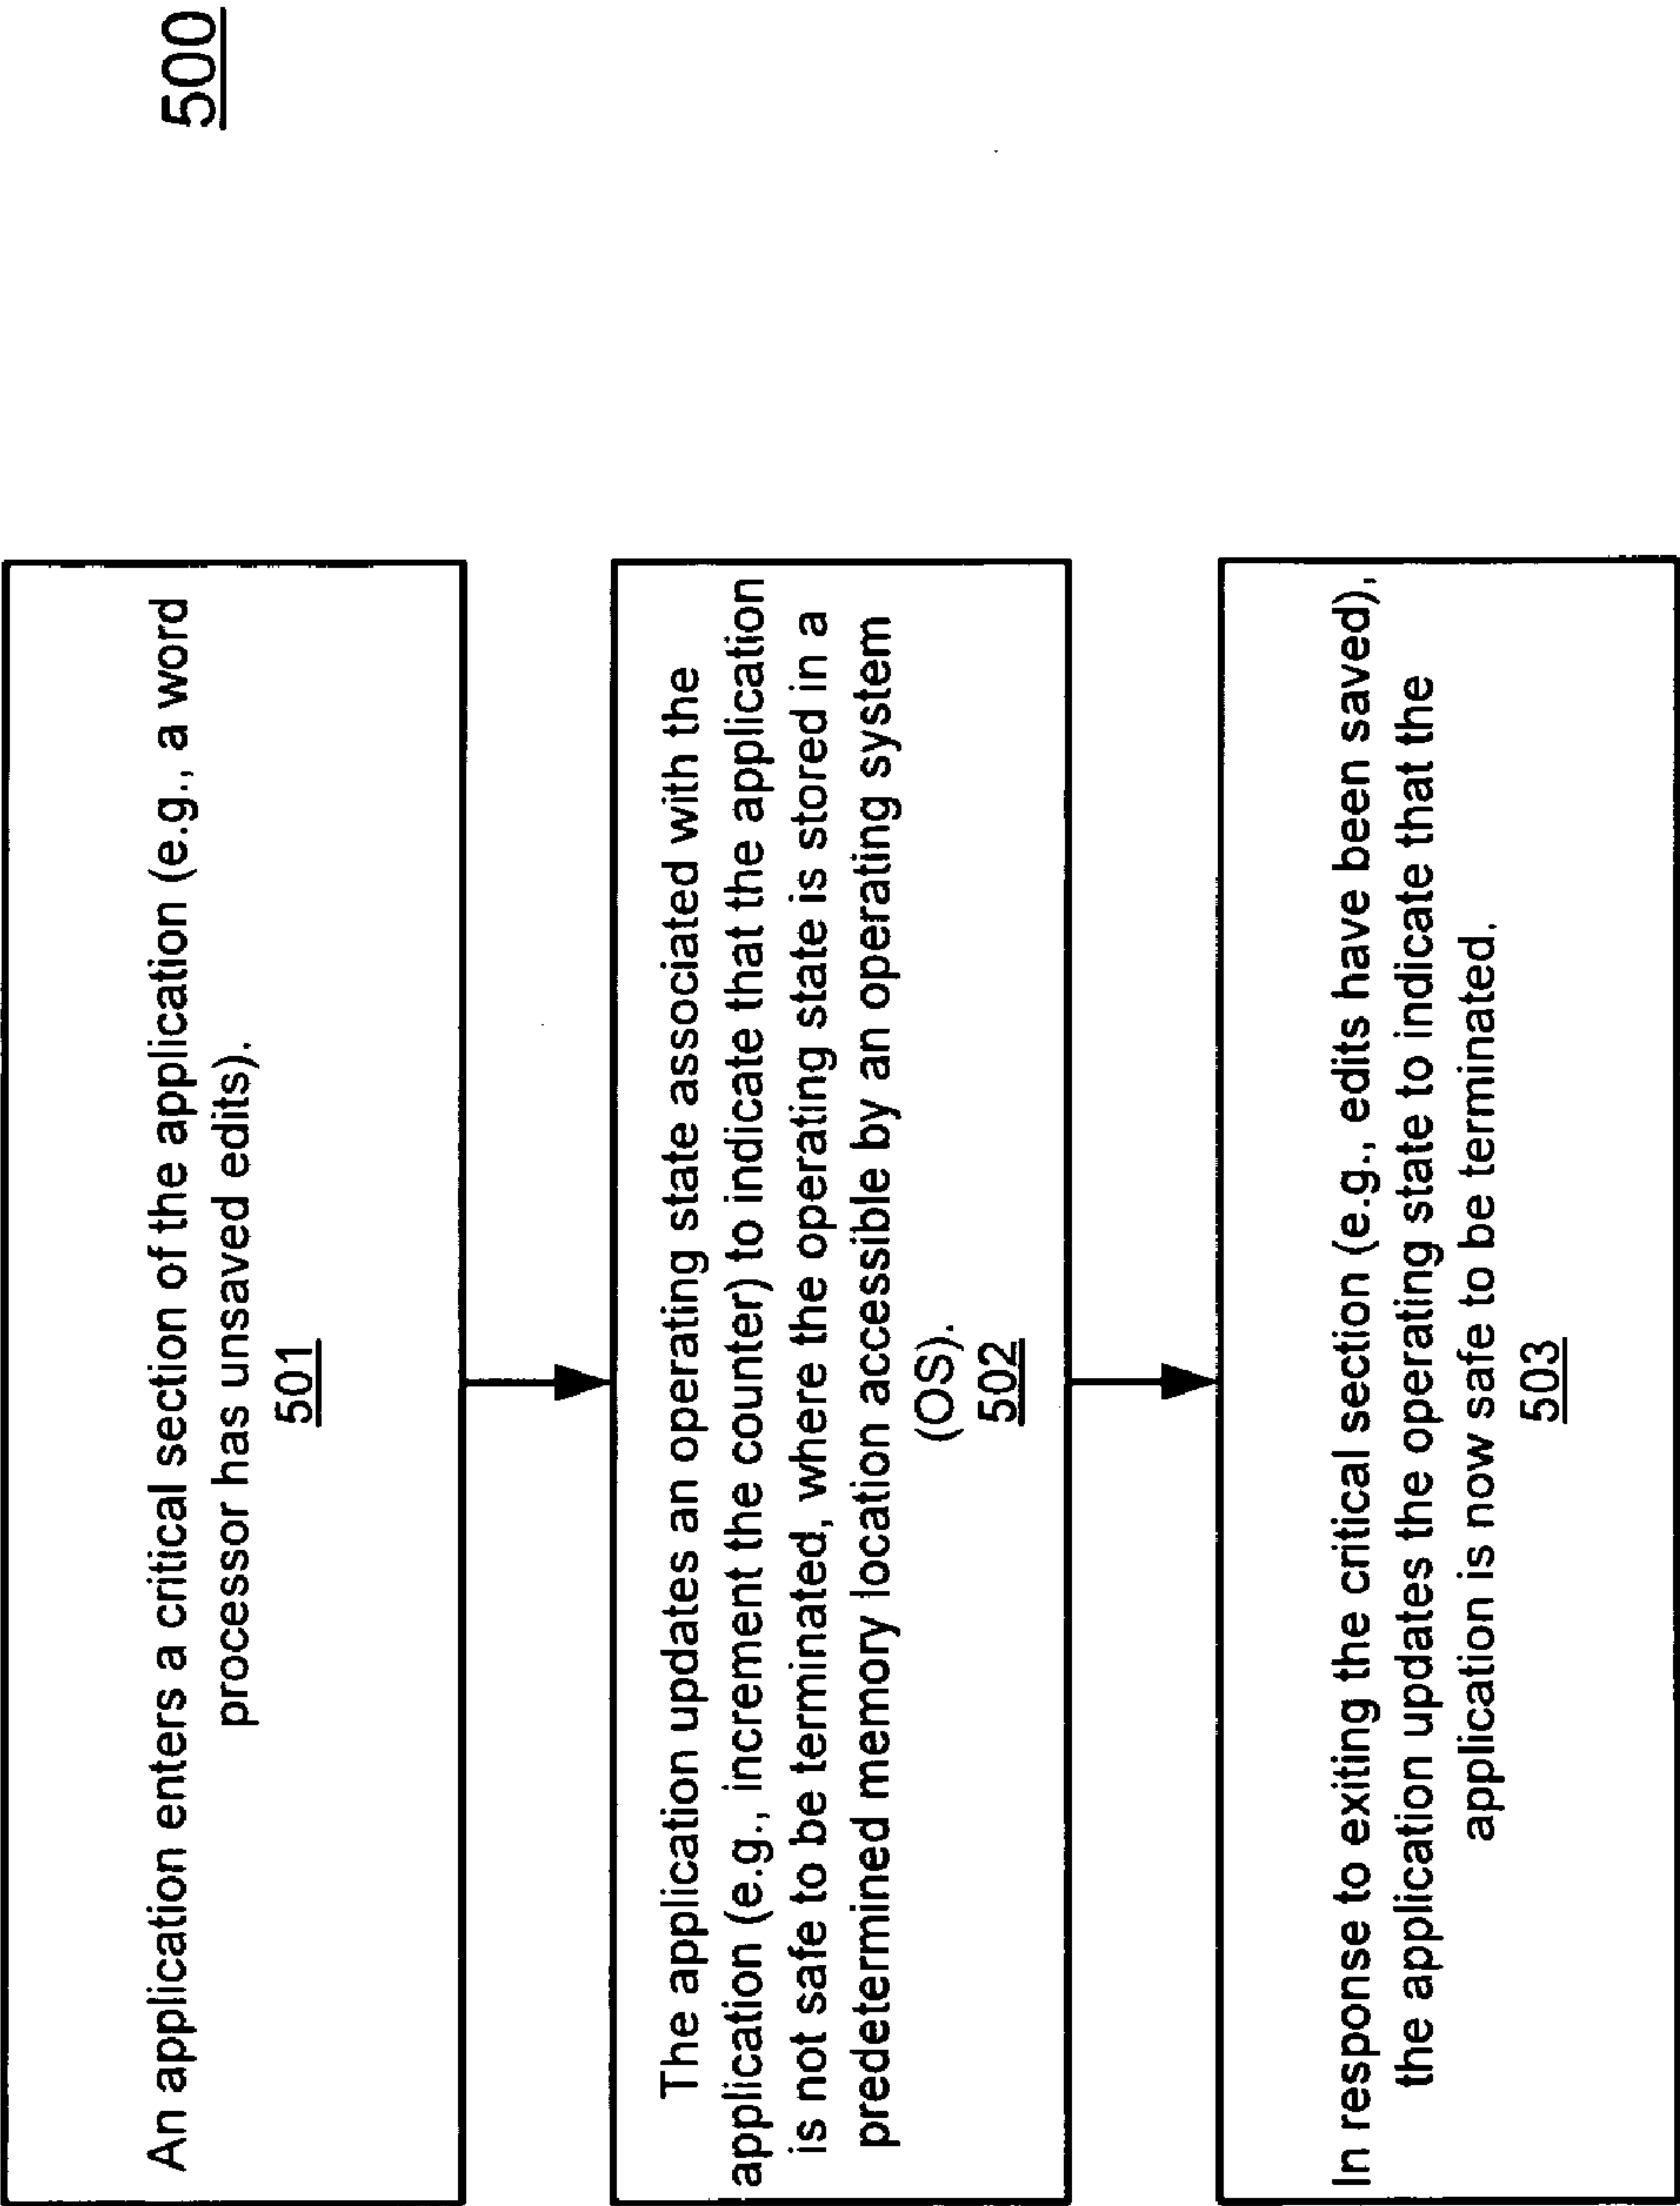 500
An application enters a critical section of the application (e.g., a word
processor has unsaved edits).
501
The application updates an operating state associated with the
application (e.g., increment the counter) to indicate that the application
is not safe to be terminated, where the operating state is stored in a
predetermined memory location accessible by an operating system
(OS).
502
In response to exiting the critical section (e.g., edits have been saved),
the application updates the operating state to indicate that the
application is now safe to be terminated.
503